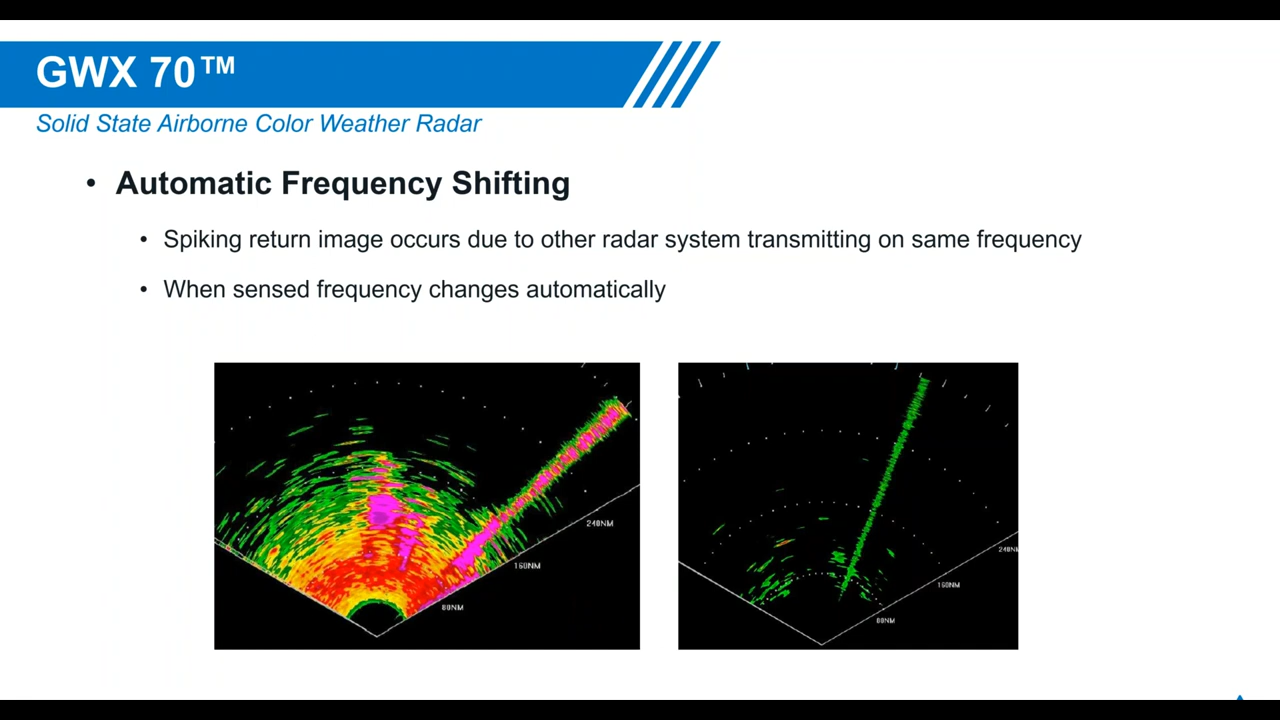 GWX 70™
Solid State Airborne Color Weather Radar
• Automatic Frequency Shifting
• Spiking return image occurs due to other radar system transmitting on same frequency
• When sensed frequency changes automatically
240NM
160NM
80NM
240N
160NM
80NM